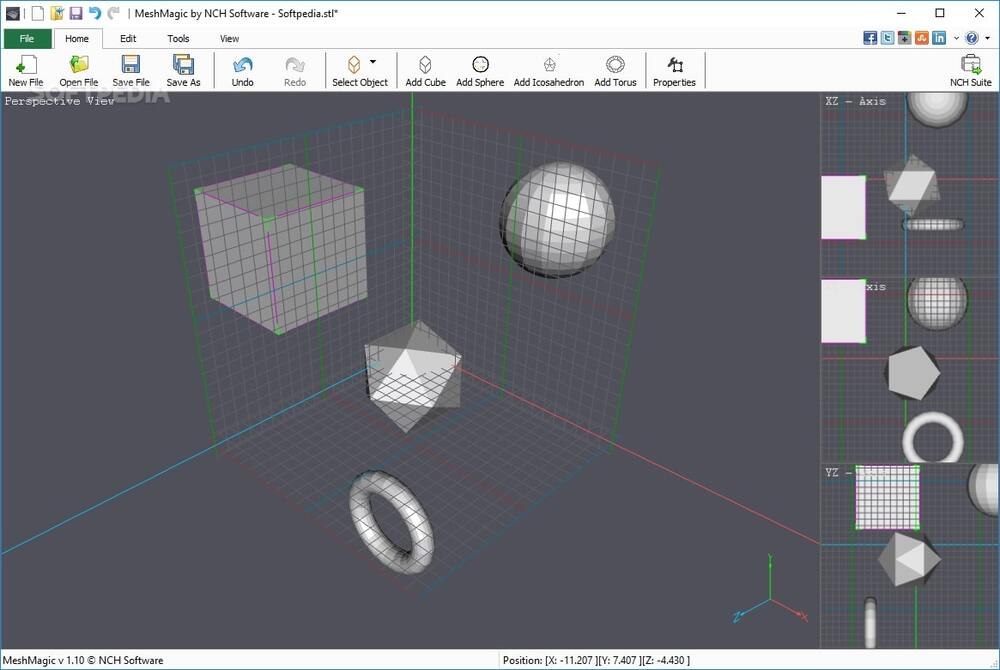 MeshMagic by NCH Software - Softpedia.stl*
File Home Edit Tools View
New File Open File Save File Save As Undo Redo Select Object Add Cube Add Sphere Add Icosahedron Add Torus Properties NCH Suite
SOFTPEDIA
Perspective View
XZ - Axis
xis
YZ -
Y
Z
X
MeshMagic v 1.10 © NCH Software
Position: [X: -11.207 ][Y: 7.407 ][Z: -4.430 ]